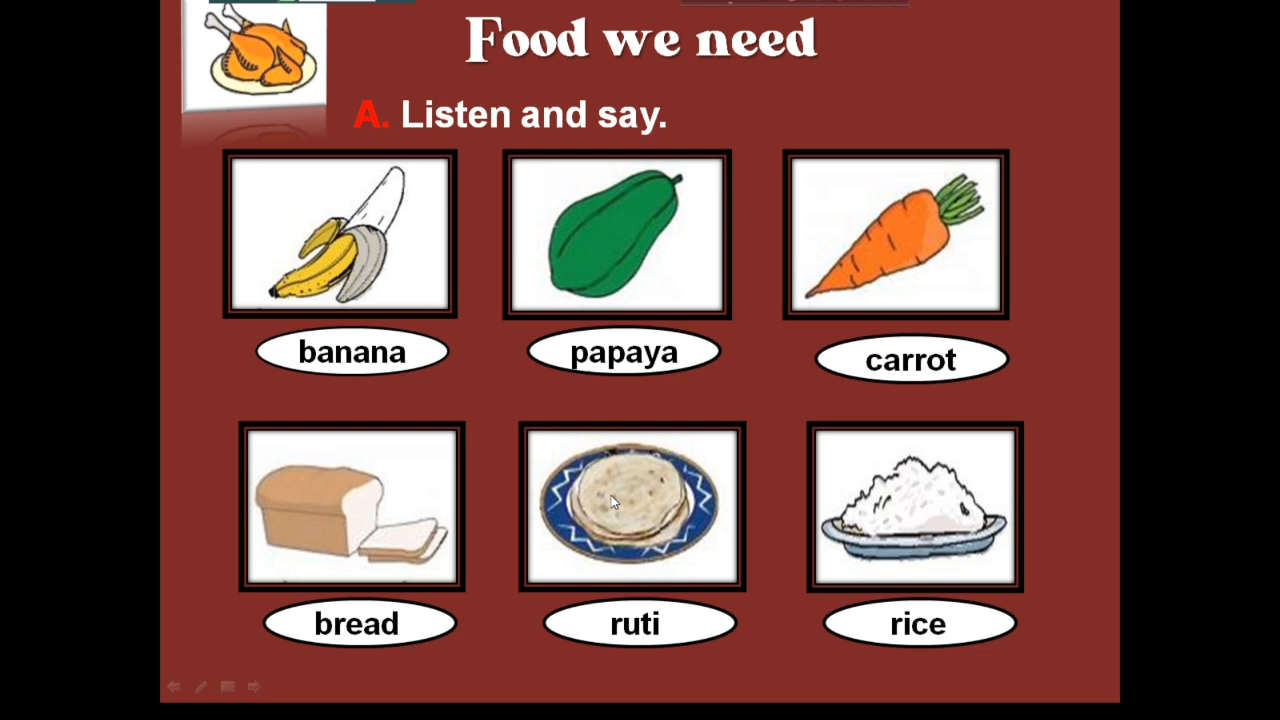 Food we need
A. Listen and say.
banana
papaya
carrot
bread
ruti
rice